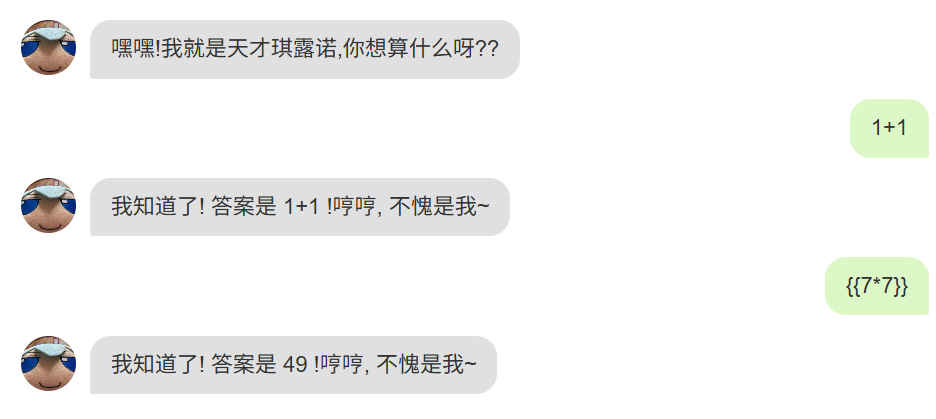 嘿嘿!我就是天才琪露诺,你想算什么呀??
1+1
我知道了! 答案是 1+1 !哼哼, 不愧是我~
{{7*7}}
我知道了! 答案是 49 !哼哼, 不愧是我~